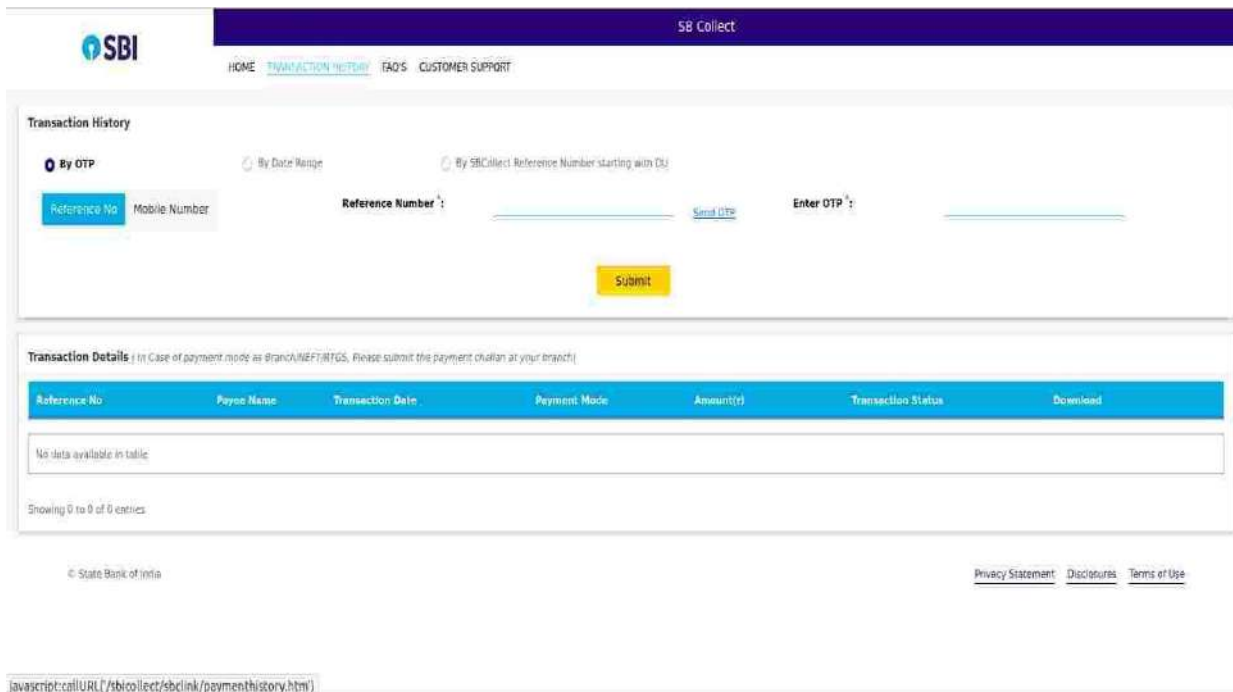 SBI
SB Collect
HOME TRANSACTION HISTORY FAQ'S CUSTOMER SUPPORT
Transaction History
By OTP By Date Range By SBCollect Reference Number starting with DU
Reference No Mobile Number Reference Number *: Send OTP Enter OTP *:
Submit
Transaction Details ( In Case of payment mode as Branch/NEFT/RTGS, Please submit the payment challan at your branch)
Reference No Payee Name Transaction Date Payment Mode Amount(r) Transaction Status Download
No data available in table
Showing 0 to 0 of 0 entries
© State Bank of India Privacy Statement Disclosures Terms of Use
javascript:callURL('/sbicollect/sbclink/paymenthistory.htm')